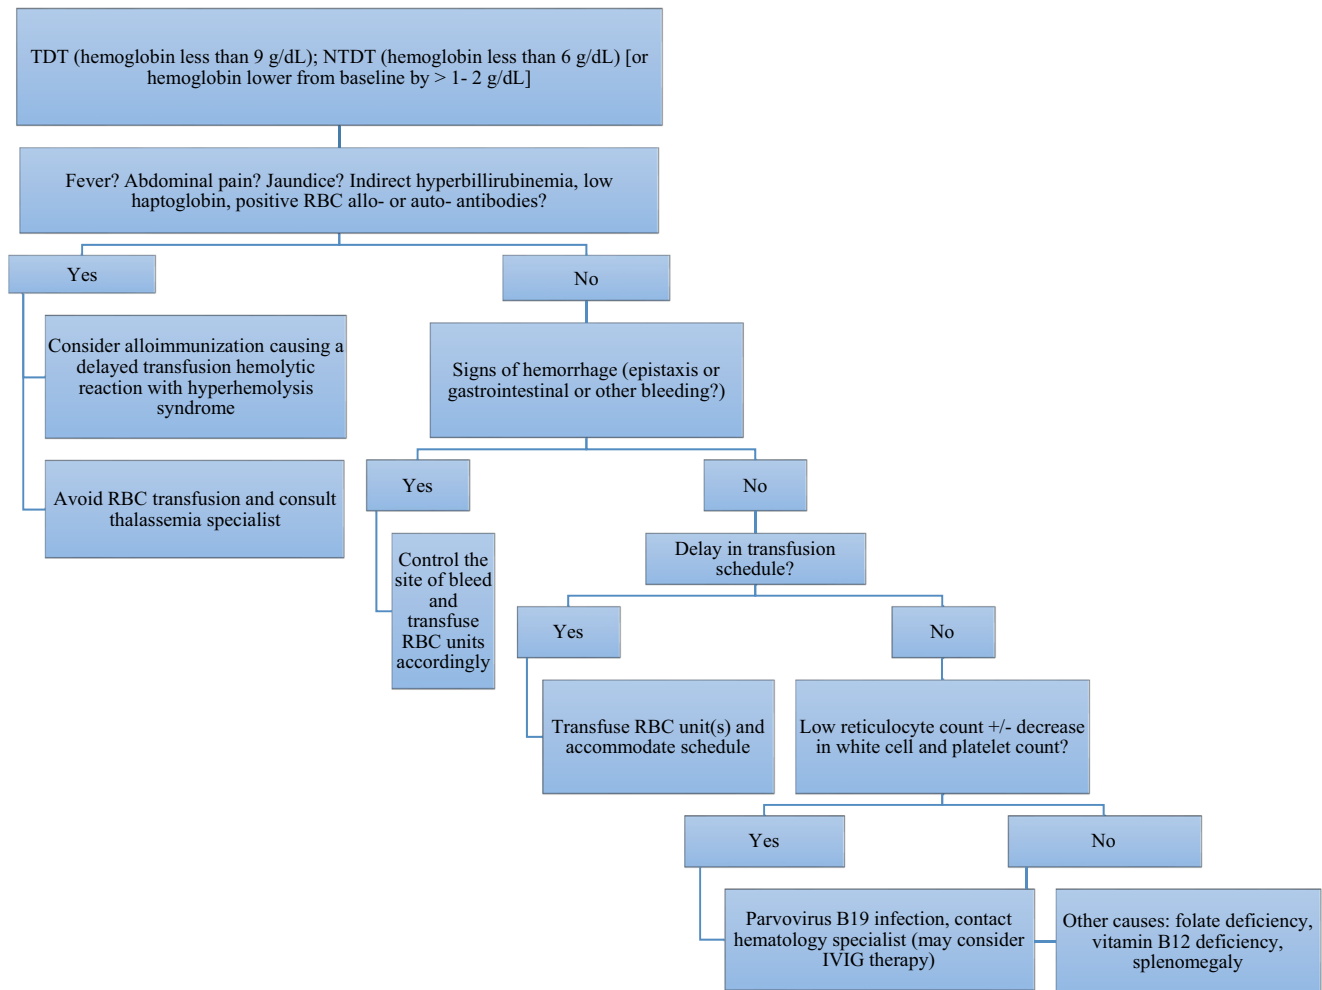 TDT (hemoglobin less than 9 g/dL); NTDT (hemoglobin less than 6 g/dL) [or
hemoglobin lower from baseline by > 1- 2 g/dL]
Fever? Abdominal pain? Jaundice? Indirect hyperbillirubinemia, low
haptoglobin, positive RBC allo- or auto- antibodies?
Yes
No
Consider alloimmunization causing a
delayed transfusion hemolytic
reaction with hyperhemolysis
syndrome
Avoid RBC transfusion and consult
thalassemia specialist
Signs of hemorrhage (epistaxis or
gastrointestinal or other bleeding?)
Yes
No
Control the
site of bleed
and
transfuse
RBC units
accordingly
Delay in transfusion
schedule?
Yes
No
Transfuse RBC unit(s) and
accommodate schedule
Low reticulocyte count +/- decrease
in white cell and platelet count?
Yes
No
Parvovirus B19 infection, contact
hematology specialist (may consider
IVIG therapy)
Other causes: folate deficiency,
vitamin B12 deficiency,
splenomegaly